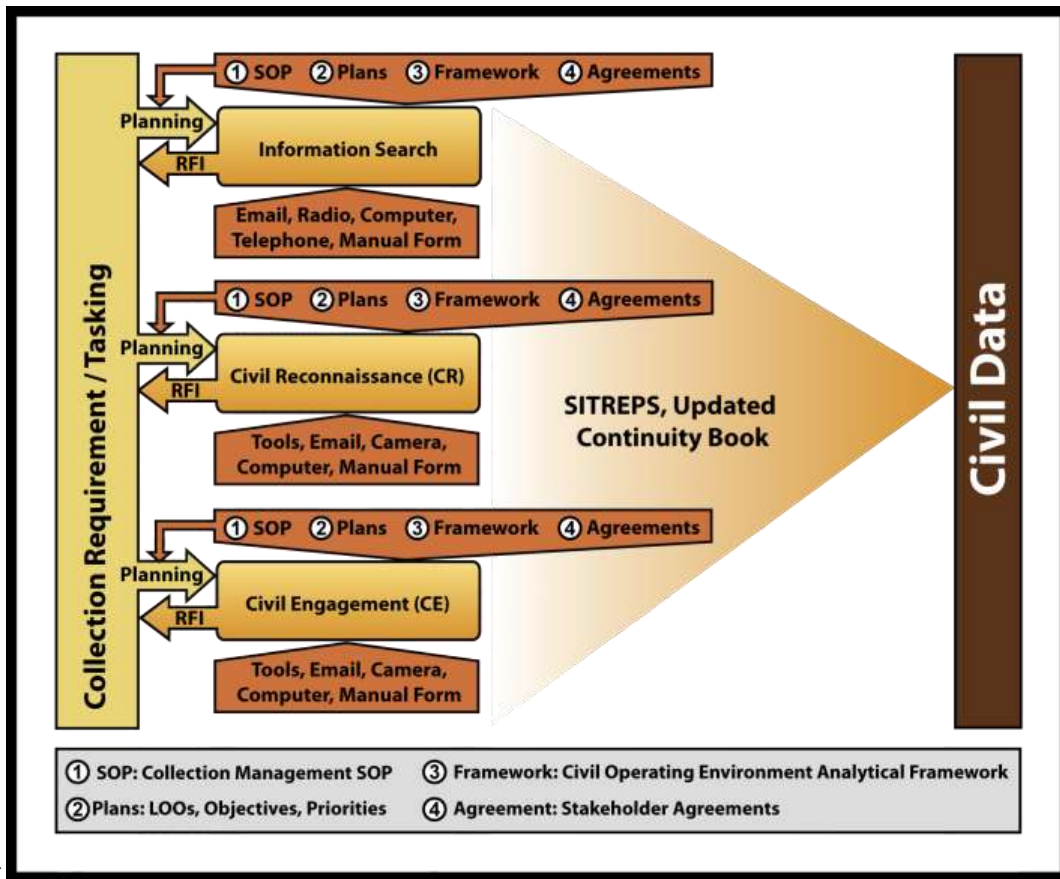 Collection Requirement / Tasking
① SOP ② Plans ③ Framework ④ Agreements
Planning
RFI
Information Search
Email, Radio, Computer,
Telephone, Manual Form
① SOP ② Plans ③ Framework ④ Agreements
Planning
RFI
Civil Reconnaissance (CR)
Tools, Email, Camera,
Computer, Manual Form
① SOP ② Plans ③ Framework ④ Agreements
Planning
RFI
Civil Engagement (CE)
Tools, Email, Camera,
Computer, Manual Form
SITREPS, Updated
Continuity Book
Civil Data
① SOP: Collection Management SOP
② Plans: LOOs, Objectives, Priorities
③ Framework: Civil Operating Environment Analytical Framework
④ Agreement: Stakeholder Agreements